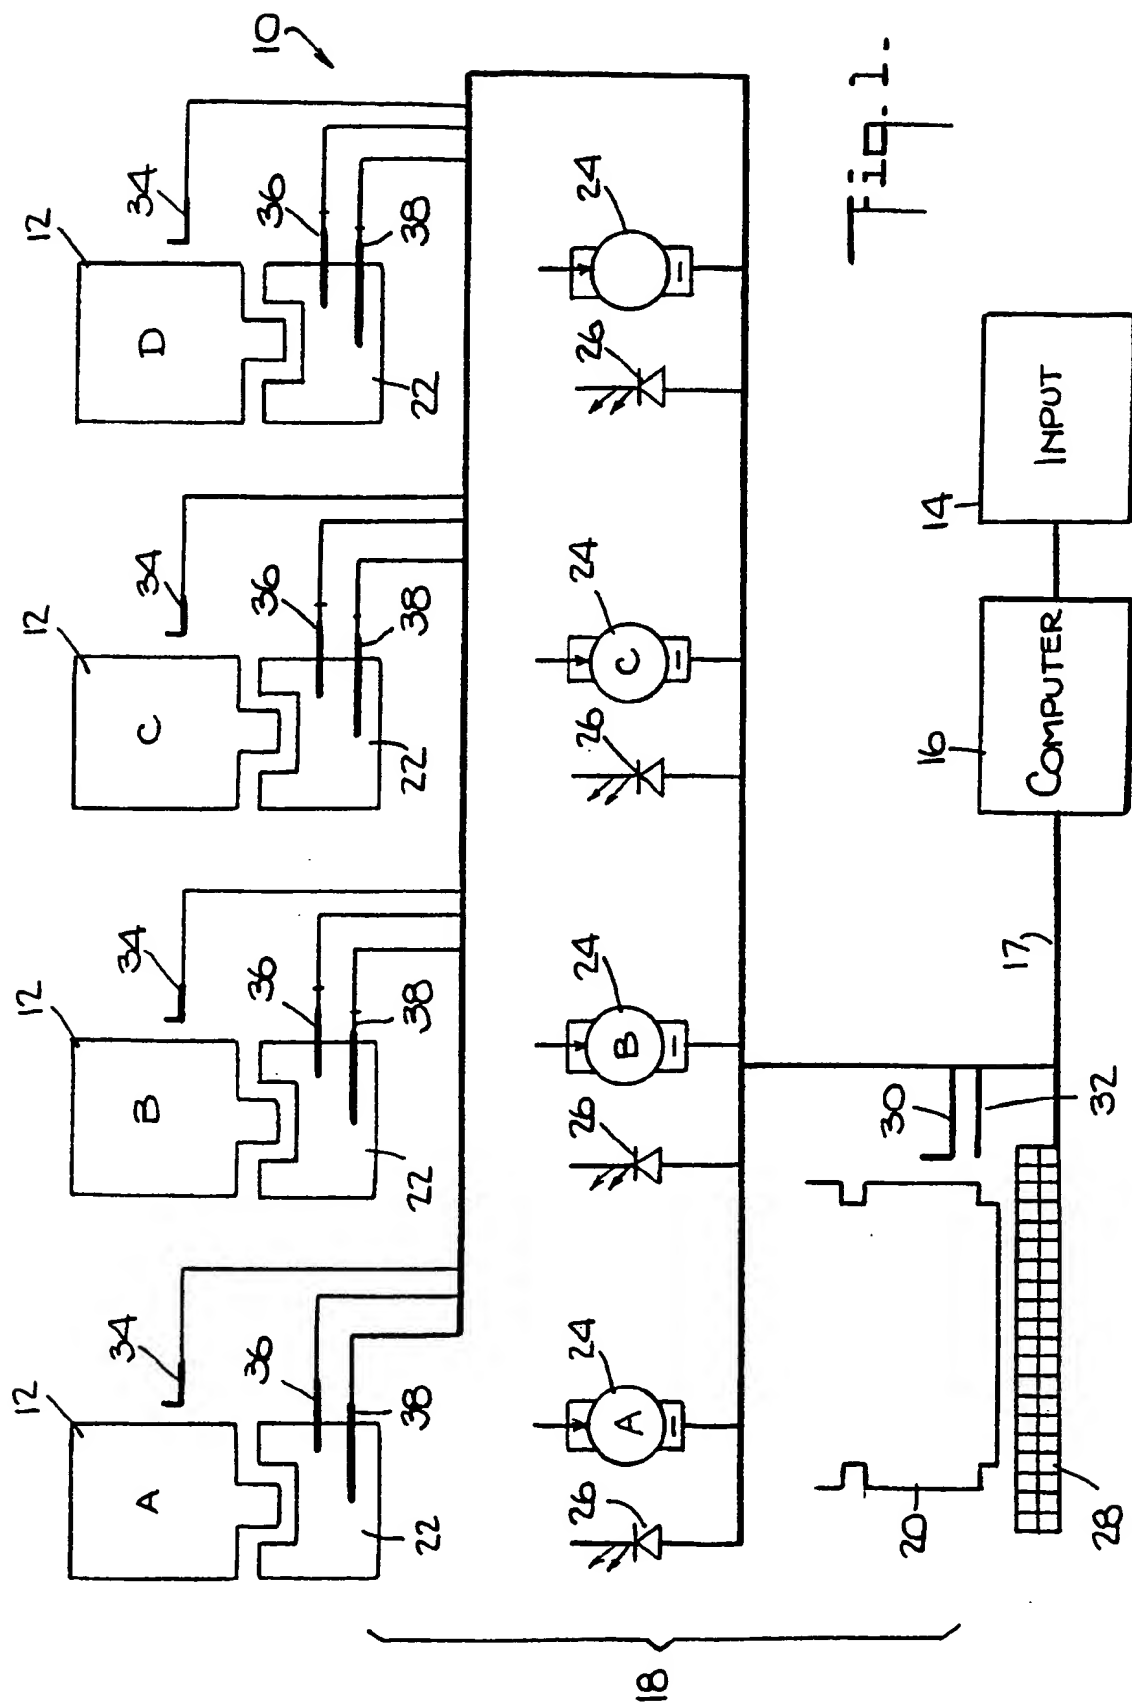 12 12 12 12
34 34 34 34
A B C D
36 36 36 36 10
38 38 38 38
22 22 22 22
26 24 26 24 26 24 26 24
A B C
18
Fig. 1.
20 30 16 14
17
COMPUTER INPUT
28 32